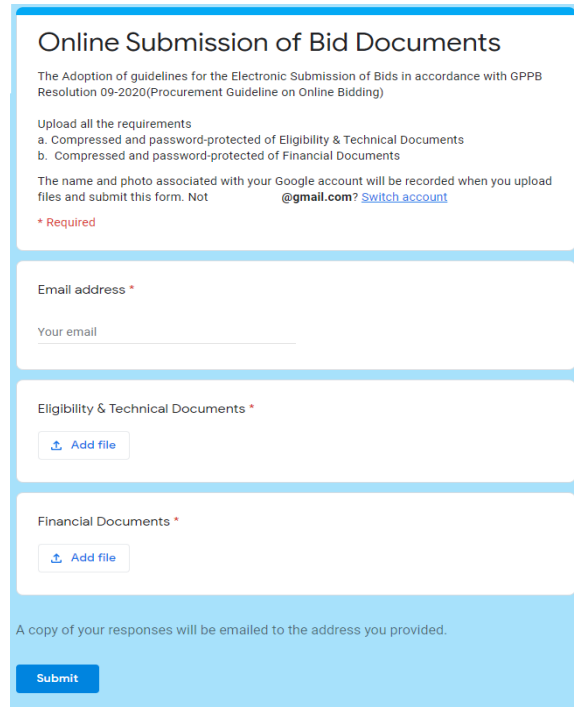 Online Submission of Bid Documents
The Adoption of guidelines for the Electronic Submission of Bids in accordance with GPPB
Resolution 09-2020(Procurement Guideline on Online Bidding)
Upload all the requirements
a. Compressed and password-protected of Eligibility & Technical Documents
b. Compressed and password-protected of Financial Documents
The name and photo associated with your Google account will be recorded when you upload
files and submit this form. Not @gmail.com? Switch account
* Required
Email address *
Your email
Eligibility & Technical Documents *
Add file
Financial Documents *
Add file
A copy of your responses will be emailed to the address you provided.
Submit